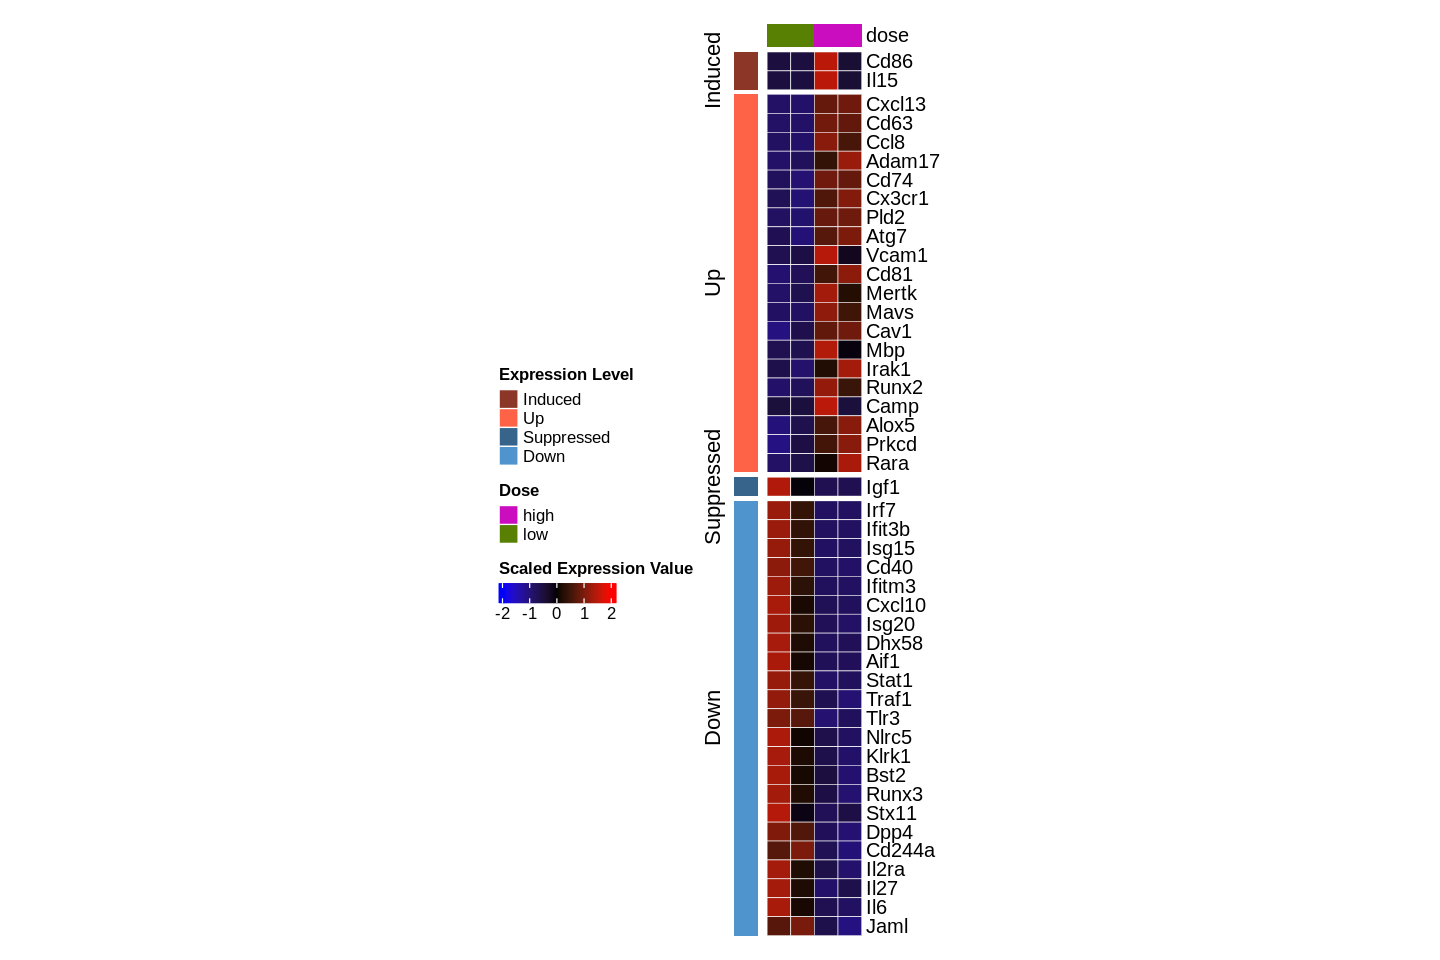 dose
Induced
Cd86
Il15
Up
Cxcl13
Cd63
Ccl8
Adam17
Cd74
Cx3cr1
Pld2
Atg7
Vcam1
Cd81
Mertk
Mavs
Cav1
Mbp
Irak1
Runx2
Camp
Alox5
Prkcd
Rara
Suppressed
Igf1
Down
Irf7
Ifit3b
Isg15
Cd40
Ifitm3
Cxcl10
Isg20
Dhx58
Aif1
Stat1
Traf1
Tlr3
Nlrc5
Klrk1
Bst2
Runx3
Stx11
Dpp4
Cd244a
Il2ra
Il27
Il6
Jaml
Expression Level
Induced
Up
Suppressed
Down
Dose
high
low
Scaled Expression Value
-2 -1 0 1 2